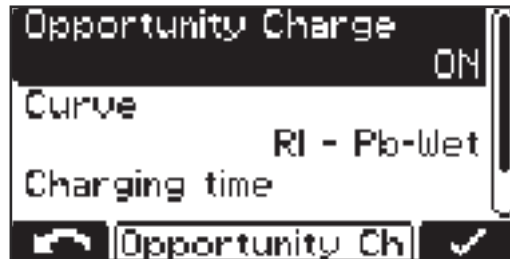 Opportunity Charge
ON
Curve
RI - Pb-Wet
Charging time
Opportunity Ch